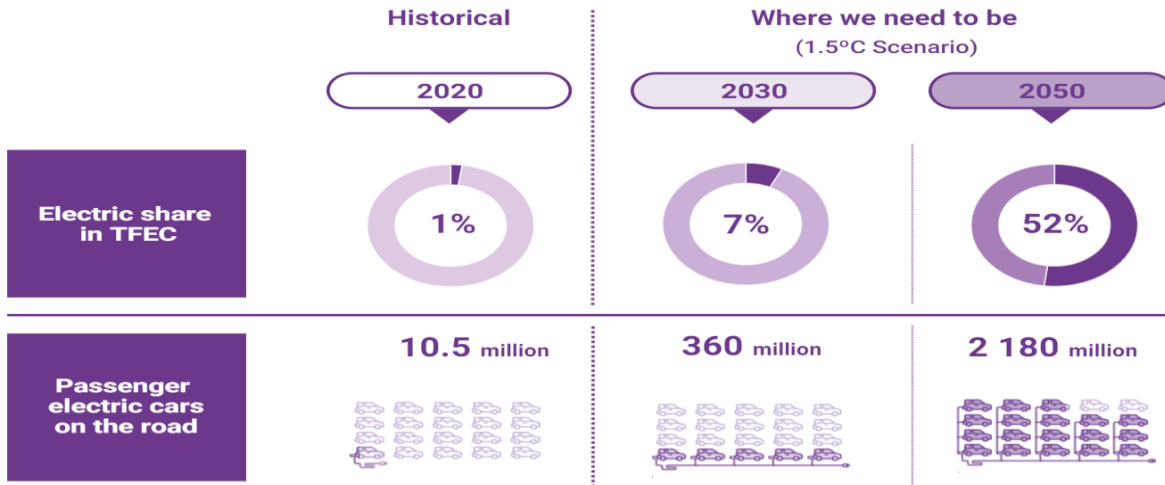 Historical
Where we need to be
(1.5ºC Scenario)
2020
2030
2050
Electric share
in TFEC
1%
7%
52%
Passenger
electric cars
on the road
10.5 million
360 million
2 180 million